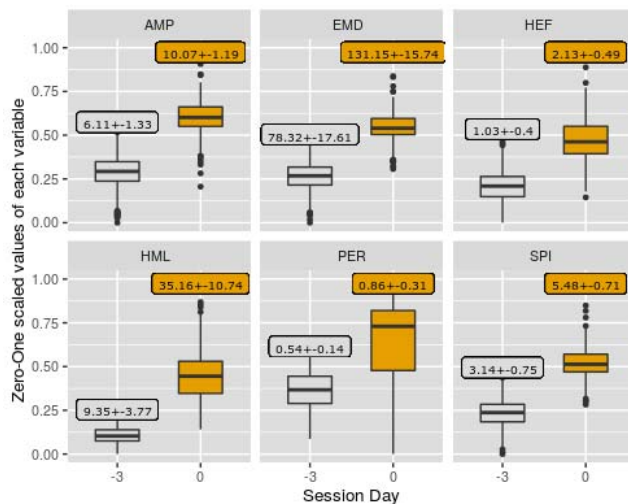 AMP EMD HEF
10.07+-1.19 131.15+-15.74 2.13+-0.49
1.00
6.11+-1.33 78.32+-17.61 1.03+-0.4
0.75
0.50
0.25
0.00
HML PER SPI
35.16+-10.74 0.86+-0.31 5.48+-0.71
1.00
0.75
0.54+-0.14 3.14+-0.75
0.50
9.35+-3.77
0.25
0.00
-3 0 -3 0 -3 0
Session Day
Zero-One scaled values of each variable